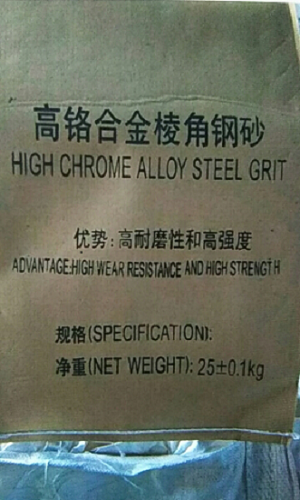 高铬合金棱角钢砂
HIGH CHROME ALLOY STEEL GRIT
优势:高耐磨性和高强度
ADVANTAGE:HIGH WEAR RESISTANCE AND HIGH STRENGTH
规格(SPECIFICATION):
净重(NET WEIGHT): 25±0.1kg